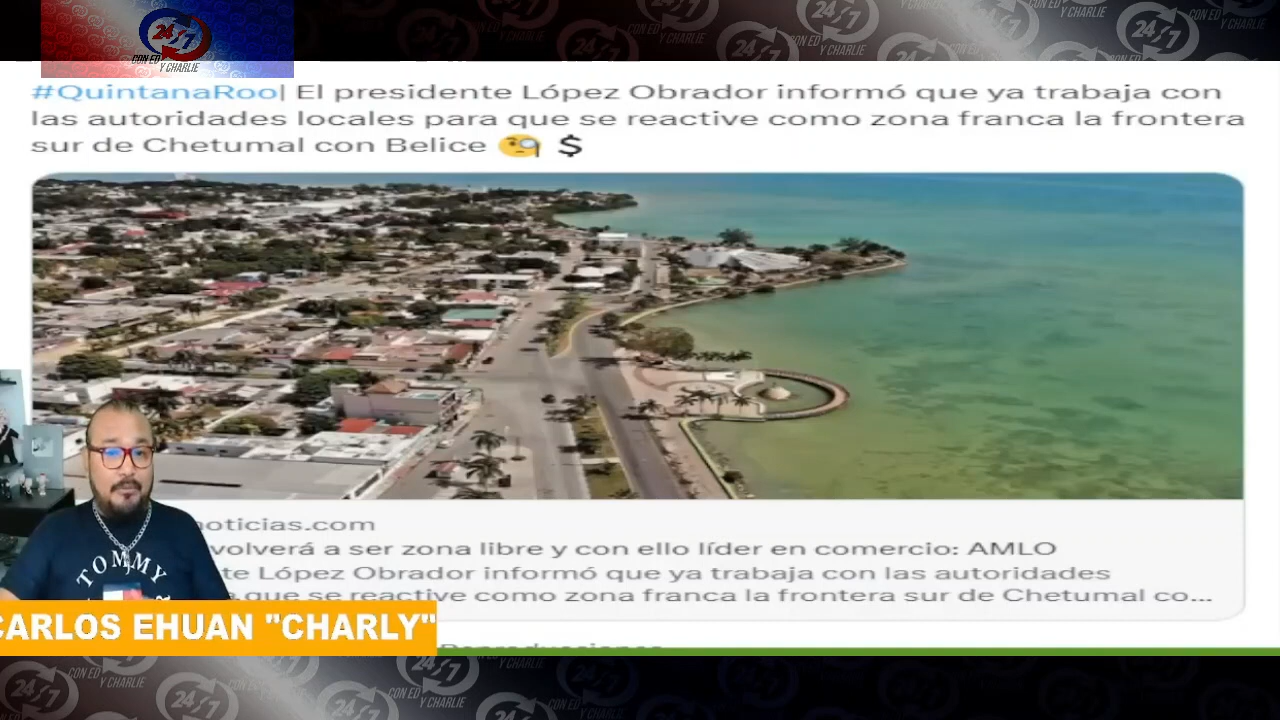 24/7
CON ED
Y CHARLIE
#QuintanaRoo| El presidente López Obrador informó que ya trabaja con
las autoridades locales para que se reactive como zona franca la frontera
sur de Chetumal con Belice 🧐 $
noticias.com
volverá a ser zona libre y con ello líder en comercio: AMLO
te López Obrador informó que ya trabaja con las autoridades
que se reactive como zona franca la frontera sur de Chetumal co...
TOMMY
CARLOS EHUAN "CHARLY"
Reproducciones